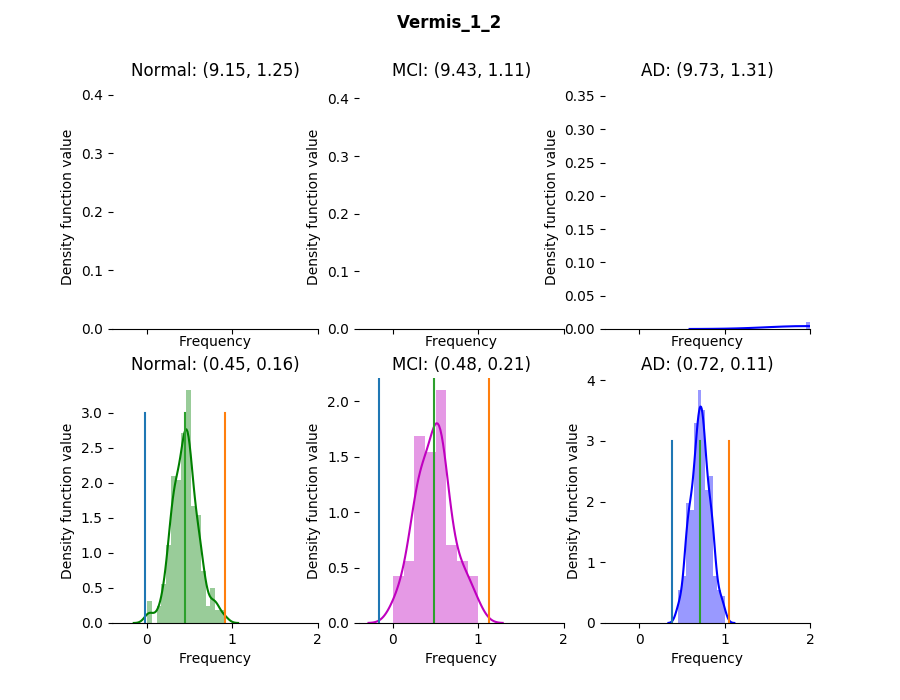 Vermis_1_2
Normal: (9.15, 1.25)
MCI: (9.43, 1.11)
AD: (9.73, 1.31)
Density function value
0.4
0.3
0.2
0.1
0.0
Frequency
Density function value
0.4
0.3
0.2
0.1
0.0
Frequency
Density function value
0.35
0.30
0.25
0.20
0.15
0.10
0.05
0.00
Frequency
Normal: (0.45, 0.16)
MCI: (0.48, 0.21)
AD: (0.72, 0.11)
Density function value
3.0
2.5
2.0
1.5
1.0
0.5
0.0
0 1 2
Frequency
Density function value
2.0
1.5
1.0
0.5
0.0
0 1 2
Frequency
Density function value
4
3
2
1
0
0 1 2
Frequency